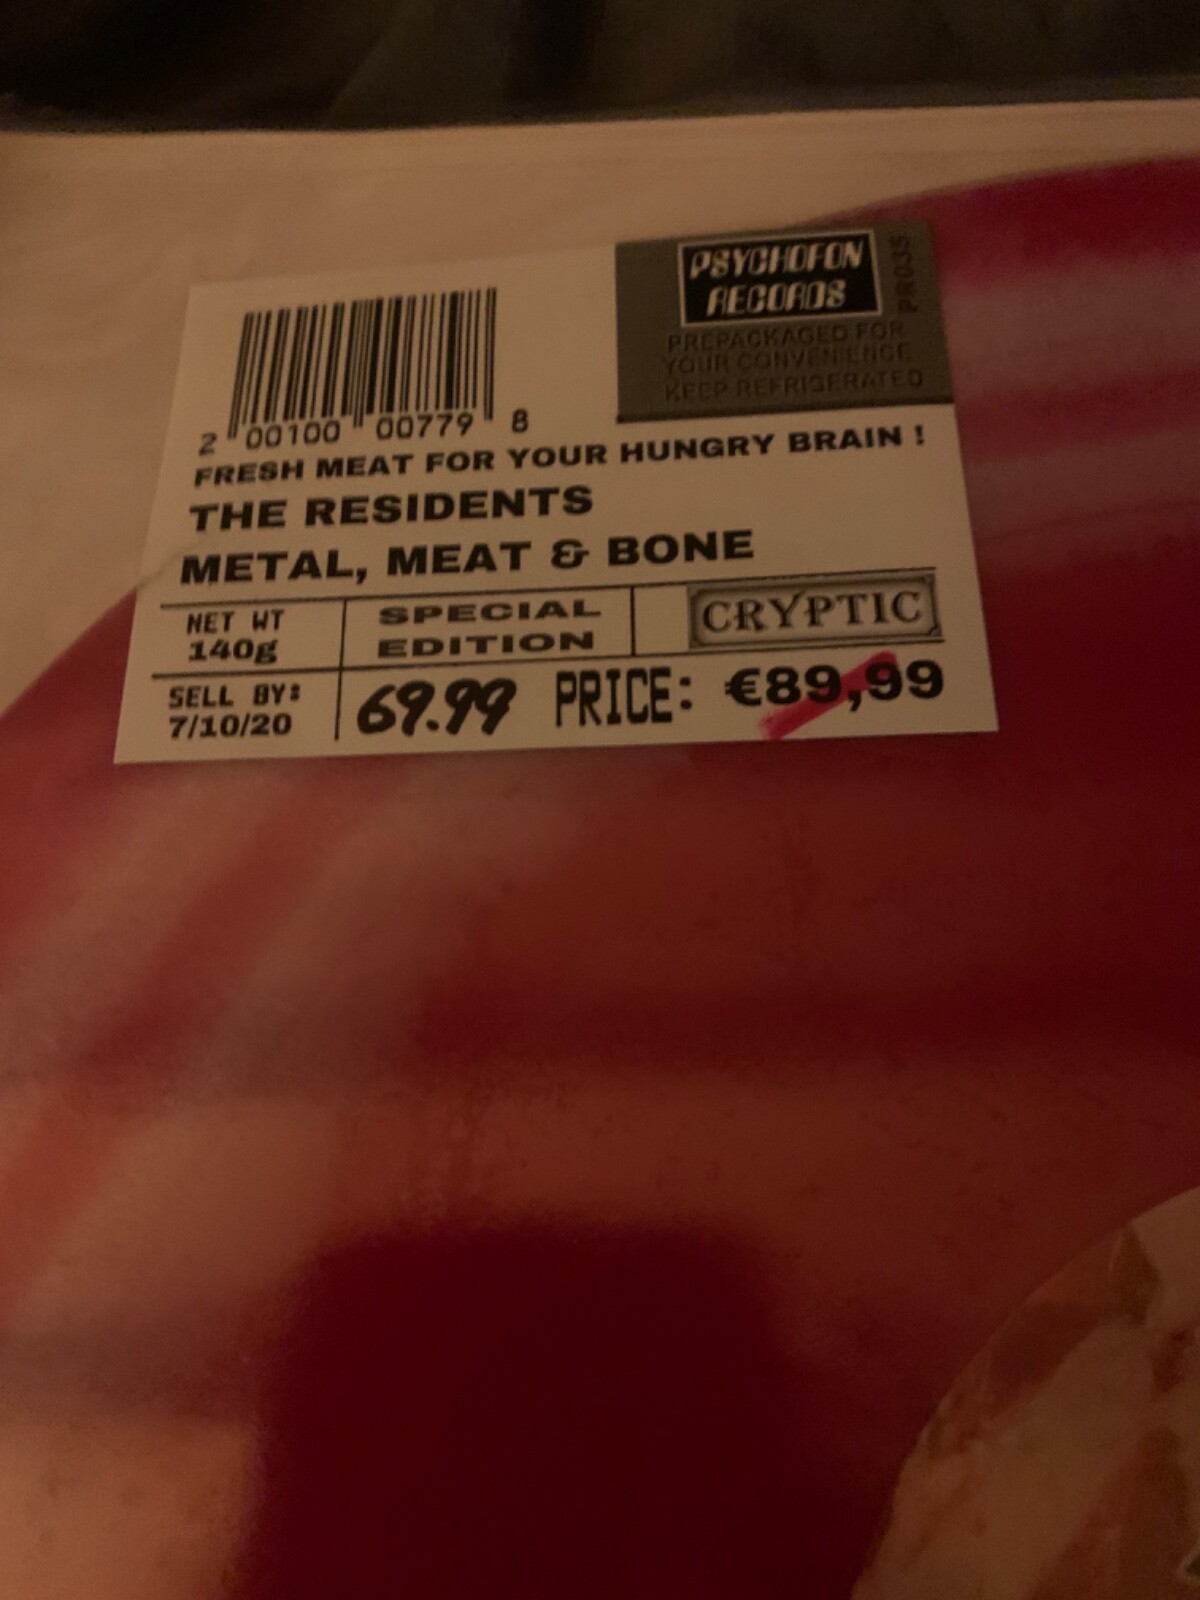 PSYCHOFON
RECORDS
PR035
PREPACKAGED FOR
YOUR CONVENIENCE
KEEP REFRIGERATED
2 00100 00779 8
FRESH MEAT FOR YOUR HUNGRY BRAIN !
THE RESIDENTS
METAL, MEAT & BONE
NET WT
140g
SPECIAL
EDITION
CRYPTIC
SELL BY:
7/10/20
69.99 PRICE: €89,99